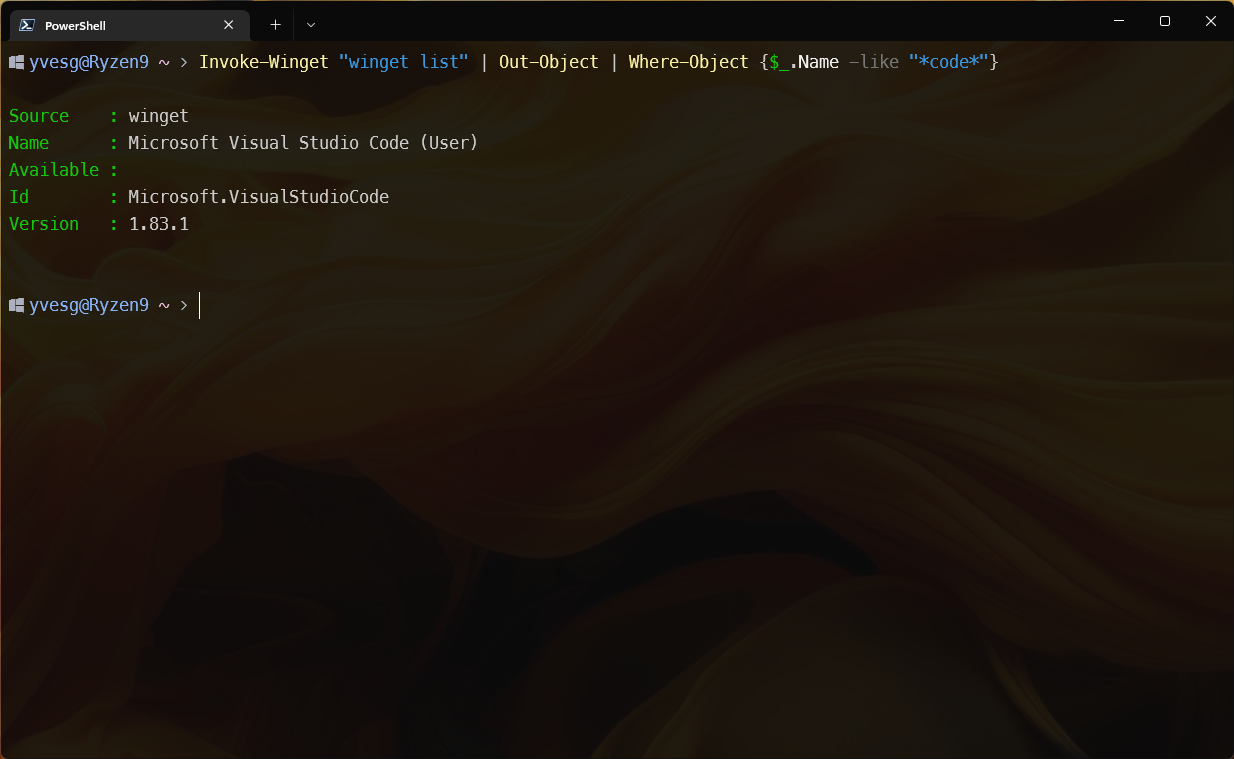 PowerShell
yvesg@Ryzen9 ~ > Invoke-Winget "winget list" | Out-Object | Where-Object {$_.Name -like "*code*"}
Source    : winget
Name      : Microsoft Visual Studio Code (User)
Available :
Id        : Microsoft.VisualStudioCode
Version   : 1.83.1
yvesg@Ryzen9 ~ >